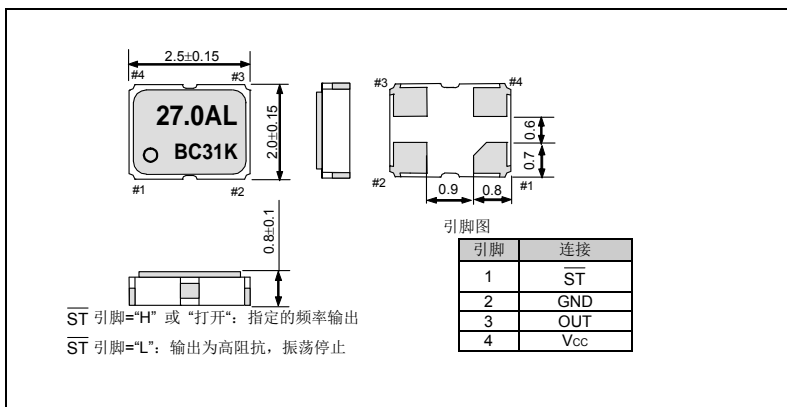 2.5±0.15
#4
#3
27.0AL
BC31K
#1
#2
2.0±0.15
#3
#4
#2
#1
0.6
0.7
0.9
0.8
0.8±0.1
引脚图
引脚 连接
1 S̅T̅
2 GND
3 OUT
4 Vcc
S̅T̅ 引脚=“H” 或 “打开“：指定的频率输出
S̅T̅ 引脚=“L”：输出为高阻抗，振荡停止